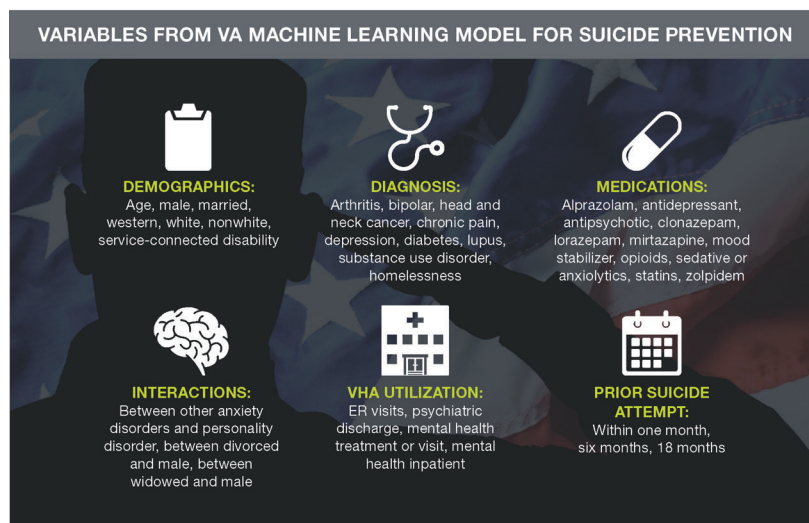 VARIABLES FROM VA MACHINE LEARNING MODEL FOR SUICIDE PREVENTION
DEMOGRAPHICS:
Age, male, married,
western, white, nonwhite,
service-connected disability
DIAGNOSIS:
Arthritis, bipolar, head and
neck cancer, chronic pain,
depression, diabetes, lupus,
substance use disorder,
homelessness
MEDICATIONS:
Alprazolam, antidepressant,
antipsychotic, clonazepam,
lorazepam, mirtazapine, mood
stabilizer, opioids, sedative or
anxiolytics, statins, zolpidem
INTERACTIONS:
Between other anxiety
disorders and personality
disorder, between divorced
and male, between
widowed and male
VHA UTILIZATION:
ER visits, psychiatric
discharge, mental health
treatment or visit, mental
health inpatient
PRIOR SUICIDE
ATTEMPT:
Within one month,
six months, 18 months